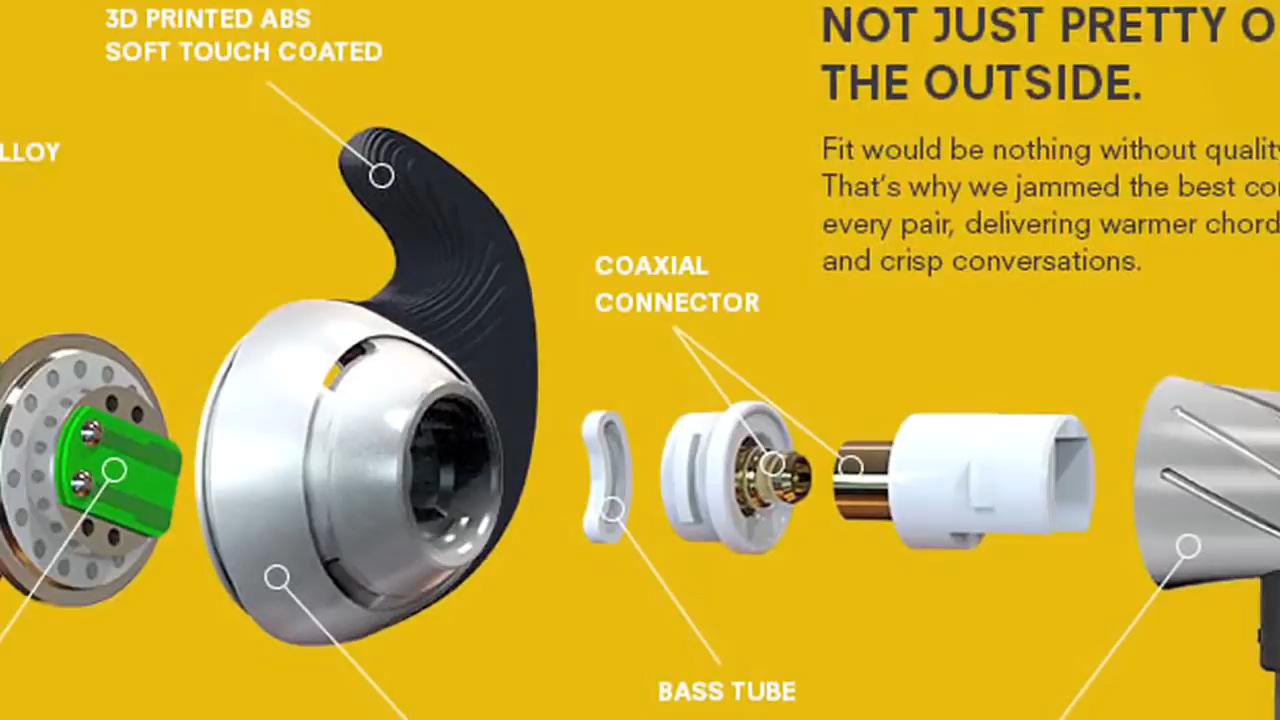 3D PRINTED ABS
SOFT TOUCH COATED
LLOY
COAXIAL
CONNECTOR
BASS TUBE
NOT JUST PRETTY O
THE OUTSIDE.
Fit would be nothing without quality
That's why we jammed the best co
every pair, delivering warmer chord
and crisp conversations.